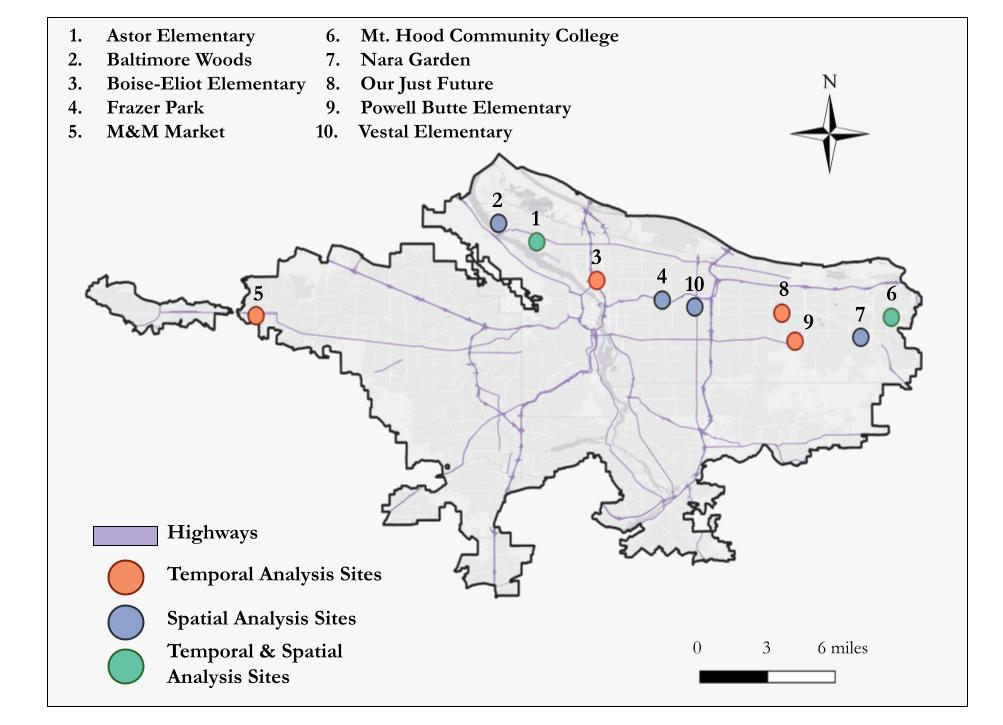 1. Astor Elementary
2. Baltimore Woods
3. Boise-Eliot Elementary
4. Frazer Park
5. M&M Market
6. Mt. Hood Community College
7. Nara Garden
8. Our Just Future
9. Powell Butte Elementary
10. Vestal Elementary
N
2
1
3
4
10
5
8
9
7
6
Highways
Temporal Analysis Sites
Spatial Analysis Sites
Temporal & Spatial
Analysis Sites
0 3 6 miles